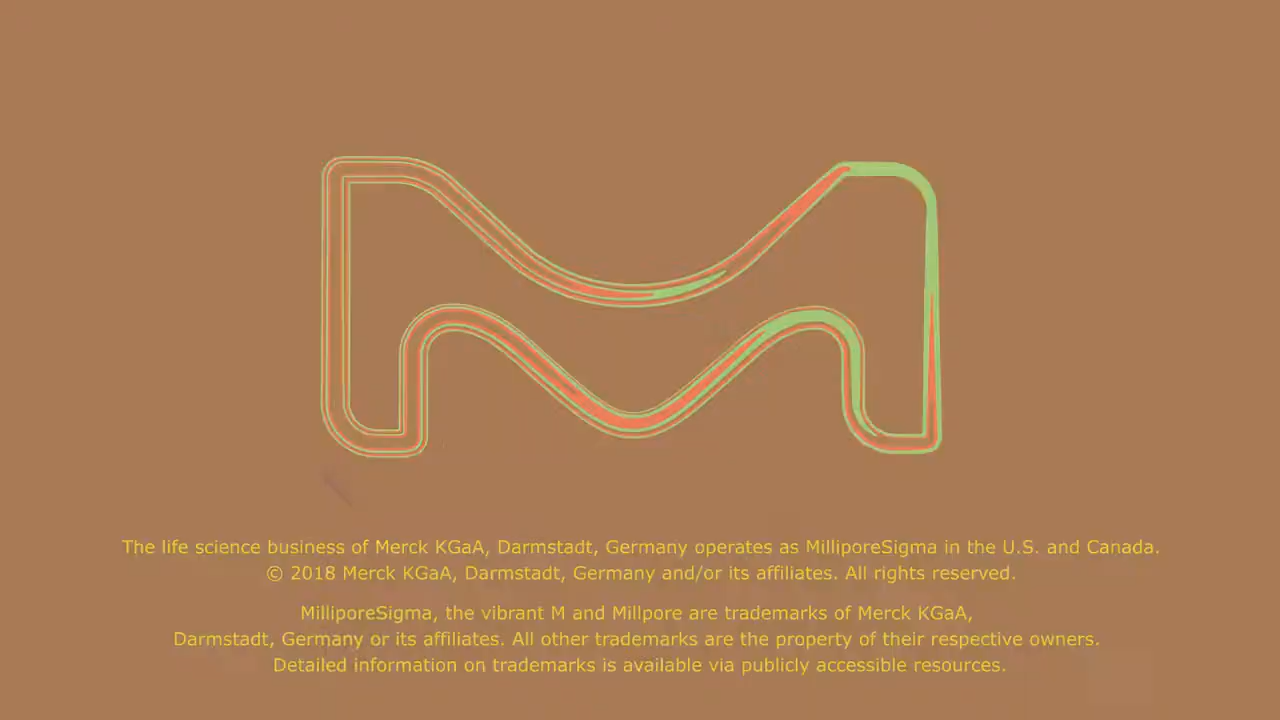 The life science business of Merck KGaA, Darmstadt, Germany operates as MilliporeSigma in the U.S. and Canada.
© 2018 Merck KGaA, Darmstadt, Germany and/or its affiliates. All rights reserved.
MilliporeSigma, the vibrant M and Millpore are trademarks of Merck KGaA,
Darmstadt, Germany or its affiliates. All other trademarks are the property of their respective owners.
Detailed information on trademarks is available via publicly accessible resources.